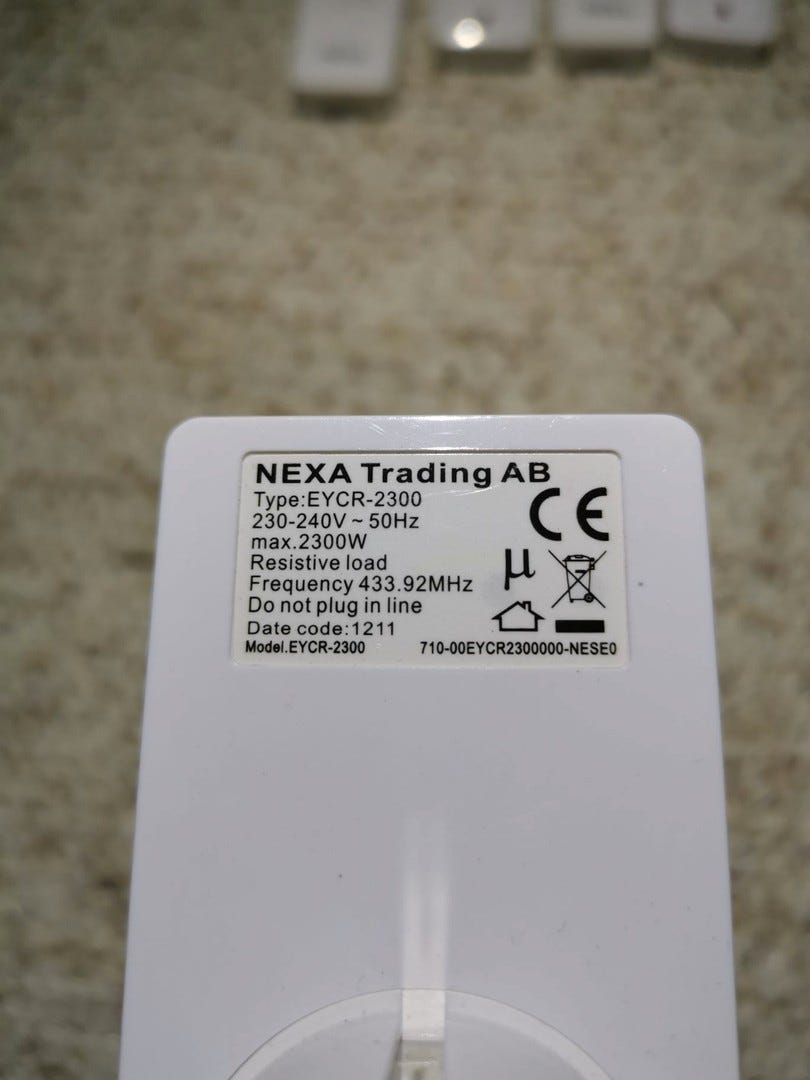 NEXA Trading AB
Type:EYCR-2300
230-240V ~ 50Hz
max.2300W
Resistive load
Frequency 433.92MHz
Do not plug in line
Date code:1211
Model.EYCR-2300 710-00EYCR2300000-NESE0
CE
µ